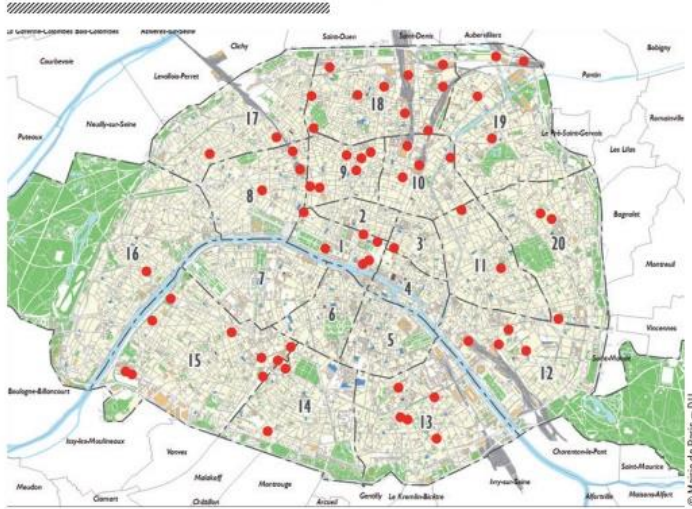 La Garenne-Colombes Bois-Colombes
Asnières-sur-Seine
Saint-Ouen
Saint-Denis
Aubervilliers
Clichy
Bobigny
Courbevoie
Levallois-Perret
Pantin
Romainville
17
18
19
Neuilly-sur-Seine
Puteaux
Le Pré-Saint-Gervais
Les Lilas
9
10
8
2
Bagnolet
3
20
1
16
11
Montreuil
7
4
6
Vincennes
5
15
Saint-Mandé
12
Boulogne-Billancourt
14
13
Issy-les-Moulineaux
Vanves
Charenton-le-Pont
Malakoff
Ivry-sur-Seine
Saint-Maurice
Meudon
Clamart
Montrouge
Gentilly
Le Kremlin-Bicêtre
Châtillon
Arcueil
Alfortville
Maisons-Alfort
© Mairie de Paris – DU